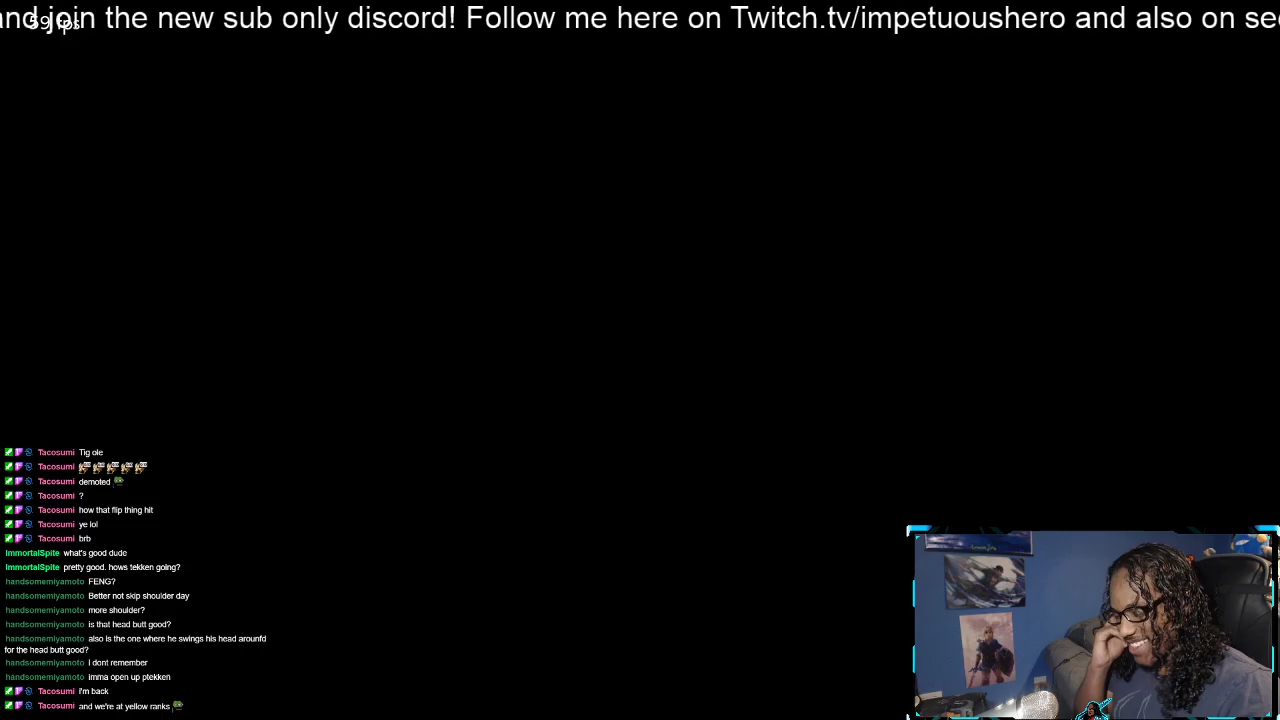 and join the new sub only discord! Follow me here on Twitch.tv/impetuoushero and also on se
59 fps
Tacosumi Tig ole
Tacosumi
Tacosumi demoted
Tacosumi ?
Tacosumi how that flip thing hit
Tacosumi ye lol
Tacosumi brb
ImmortalSpite what's good dude
ImmortalSpite pretty good. hows tekken going?
handsomemiyamoto FENG?
handsomemiyamoto Better not skip shoulder day
handsomemiyamoto more shoulder?
handsomemiyamoto is that head butt good?
handsomemiyamoto also is the one where he swings his head arounfd
for the head butt good?
handsomemiyamoto i dont remember
handsomemiyamoto imma open up ptekken
Tacosumi I'm back
Tacosumi and we're at yellow ranks